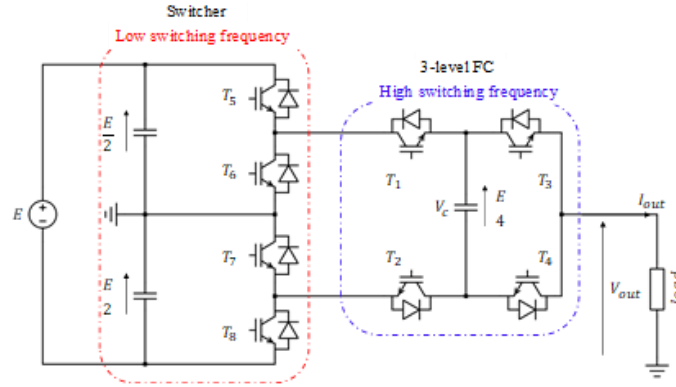 Switcher
Low switching frequency
3-level FC
High switching frequency
T5
E
2
T6
T1
T3
Vc
E
4
Iout
E
T7
T2
T4
E
2
Vout
Load
T8